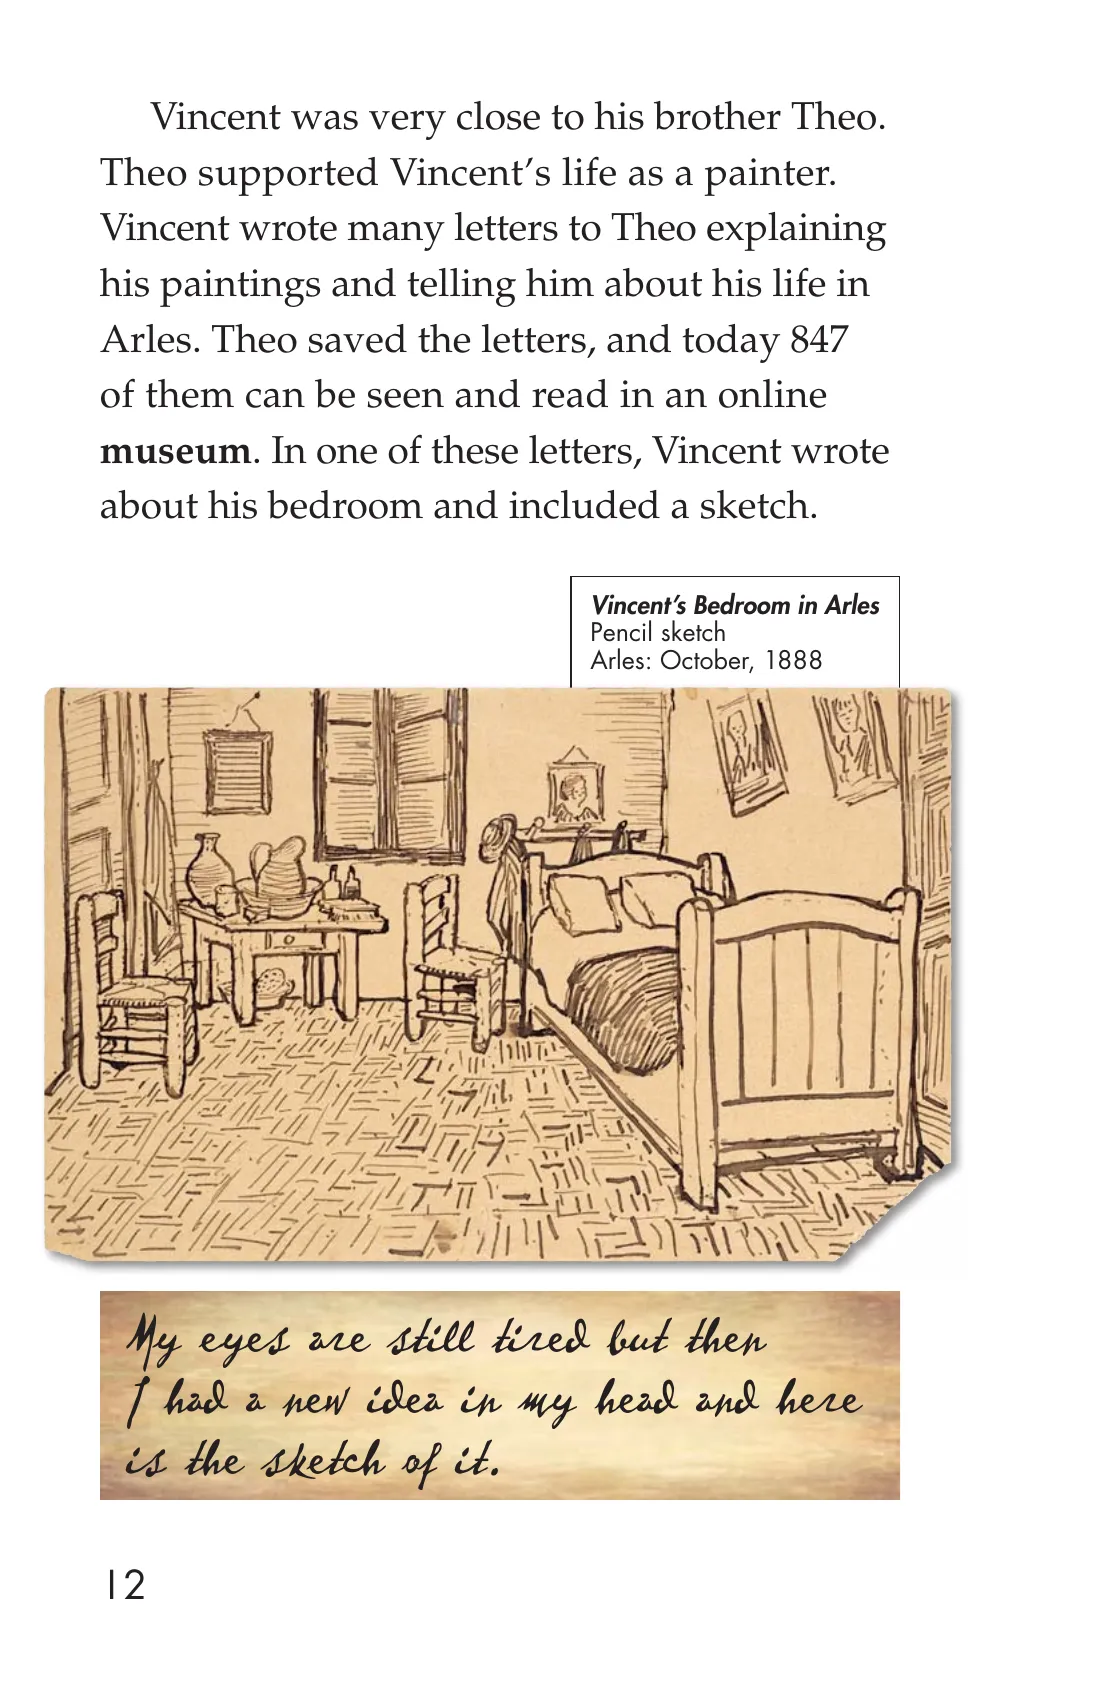 Vincent was very close to his brother Theo.
Theo supported Vincent’s life as a painter.
Vincent wrote many letters to Theo explaining
his paintings and telling him about his life in
Arles. Theo saved the letters, and today 847
of them can be seen and read in an online
museum. In one of these letters, Vincent wrote
about his bedroom and included a sketch.
Vincent’s Bedroom in Arles
Pencil sketch
Arles: October, 1888
My eyes are still tired but then
I had a new idea in my head and here
is the sketch of it.
12